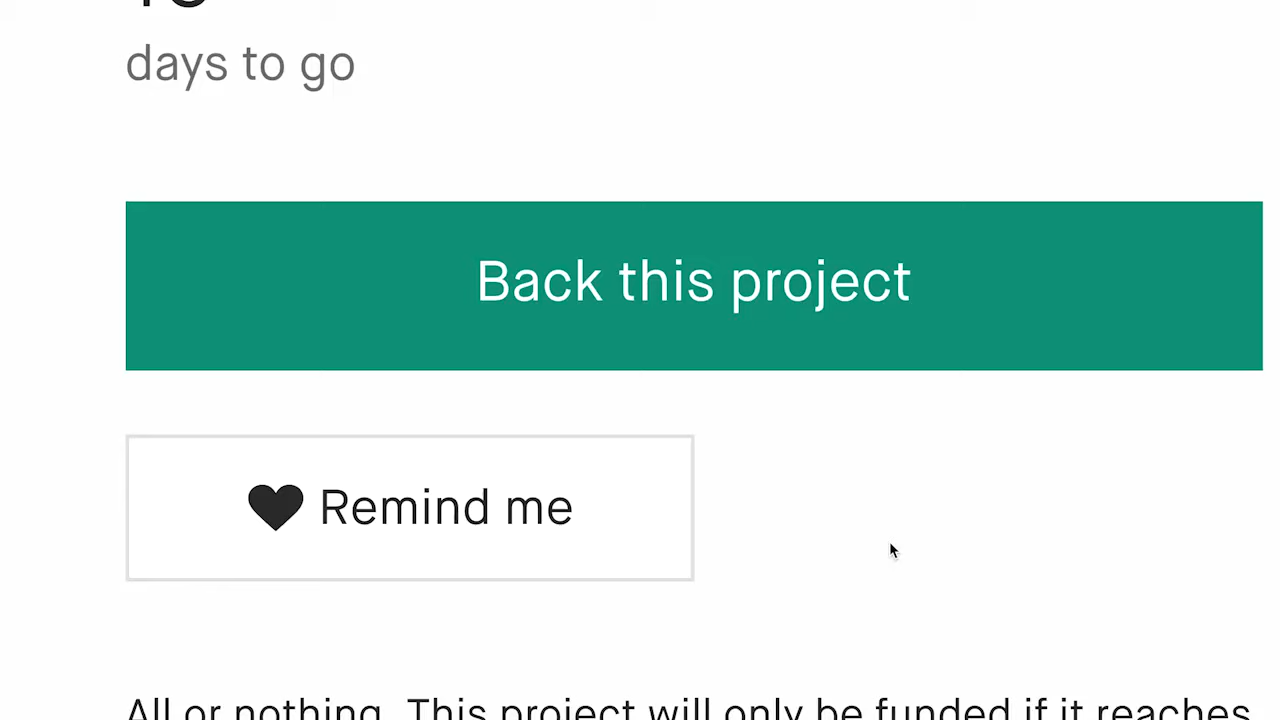 days to go
Back this project
Remind me
All or nothing. This project will only be funded if it reaches